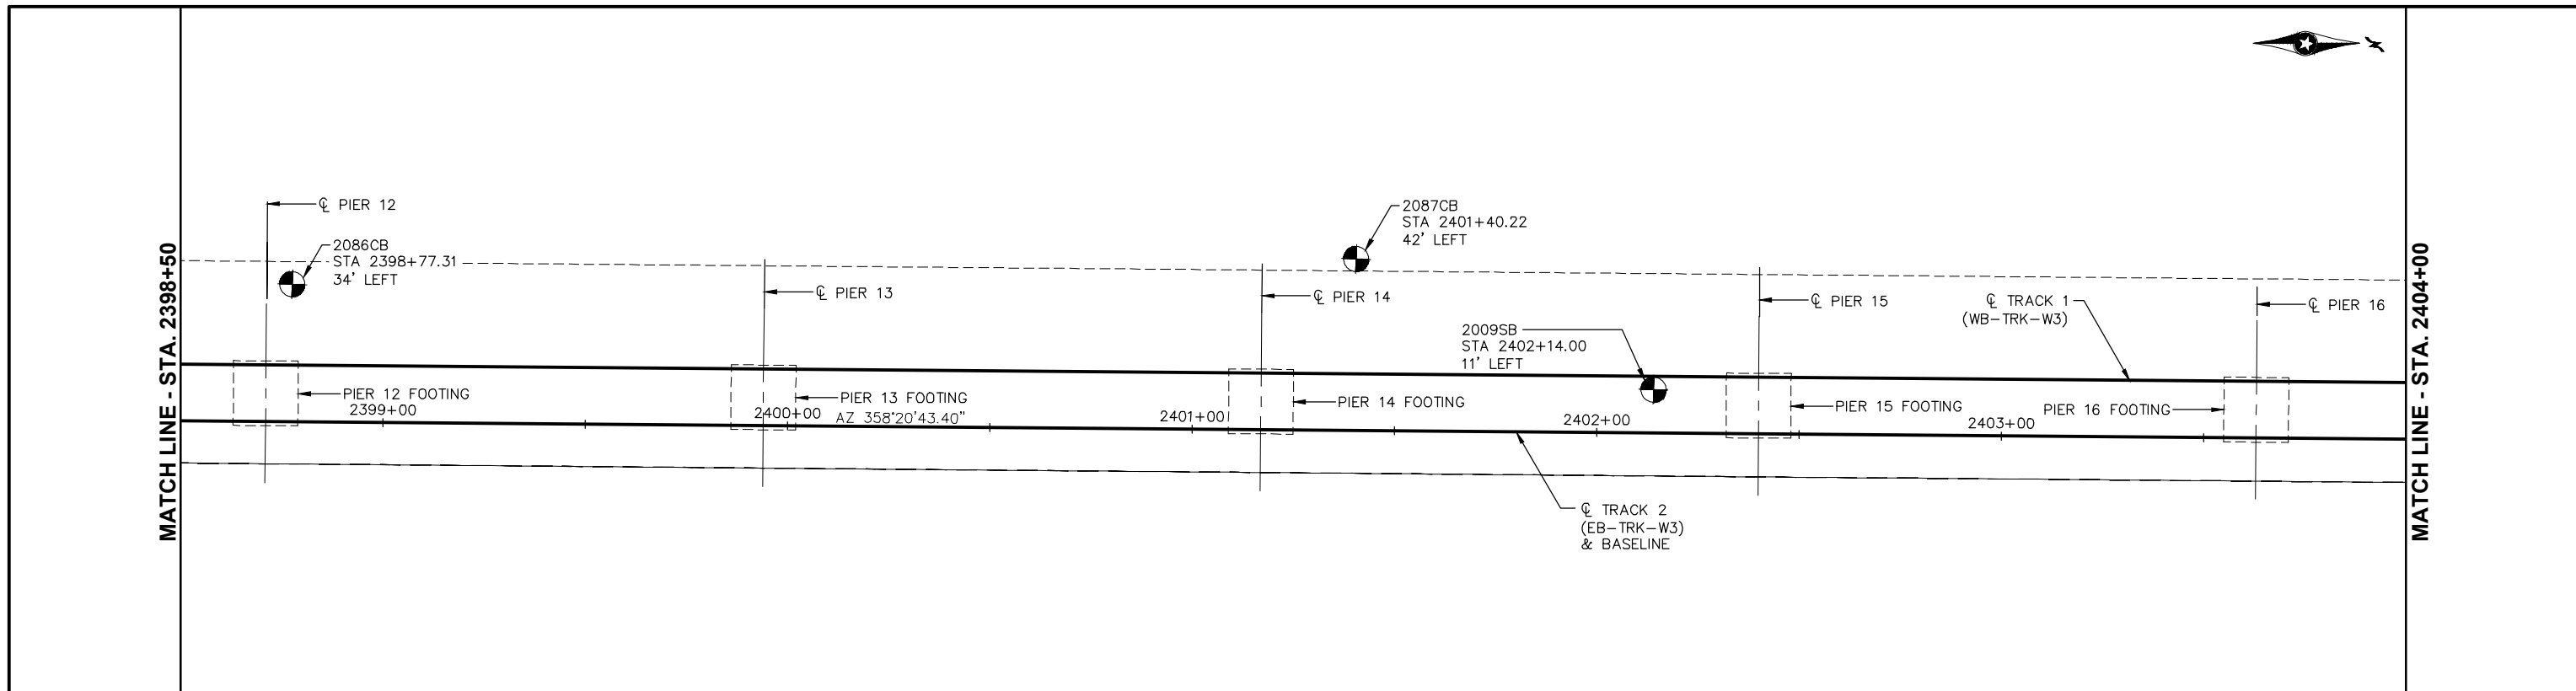 N
℄ PIER 12
2086CB
STA 2398+77.31
34' LEFT
2087CB
STA 2401+40.22
42' LEFT
℄ PIER 13
℄ PIER 14
℄ PIER 15
℄ TRACK 1
(WB-TRK-W3)
℄ PIER 16
2009SB
STA 2402+14.00
11' LEFT
MATCH LINE - STA. 2398+50
MATCH LINE - STA. 2404+00
PIER 12 FOOTING
PIER 13 FOOTING
PIER 14 FOOTING
PIER 15 FOOTING
PIER 16 FOOTING
2399+00
2400+00
AZ 358°20'43.40"
2401+00
2402+00
2403+00
℄ TRACK 2
(EB-TRK-W3)
& BASELINE